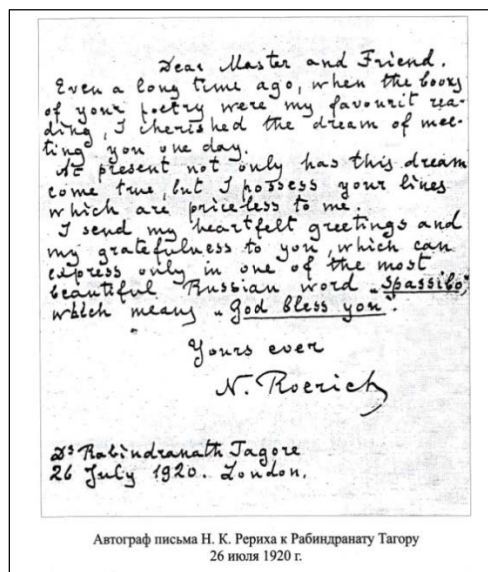 Dear Master and Friend.
Even a long time ago, when the books
of your poetry were my favourit rea-
ding, I cherished the dream of mee-
ting you one day.
At present not only has this dream
come true, but I possess your lines
which are price-less to me.
I send my heartfelt greetings and
my gratefulness to you, which can
express only in one of the most
beautiful Russian word „Spassibo",
which means „God bless you".
Yours ever
N. Roerich
Dr Rabindranath Tagore
26 July 1920. London.
Автограф письма Н. К. Рериха к Рабиндранату Тагору
26 июля 1920 г.